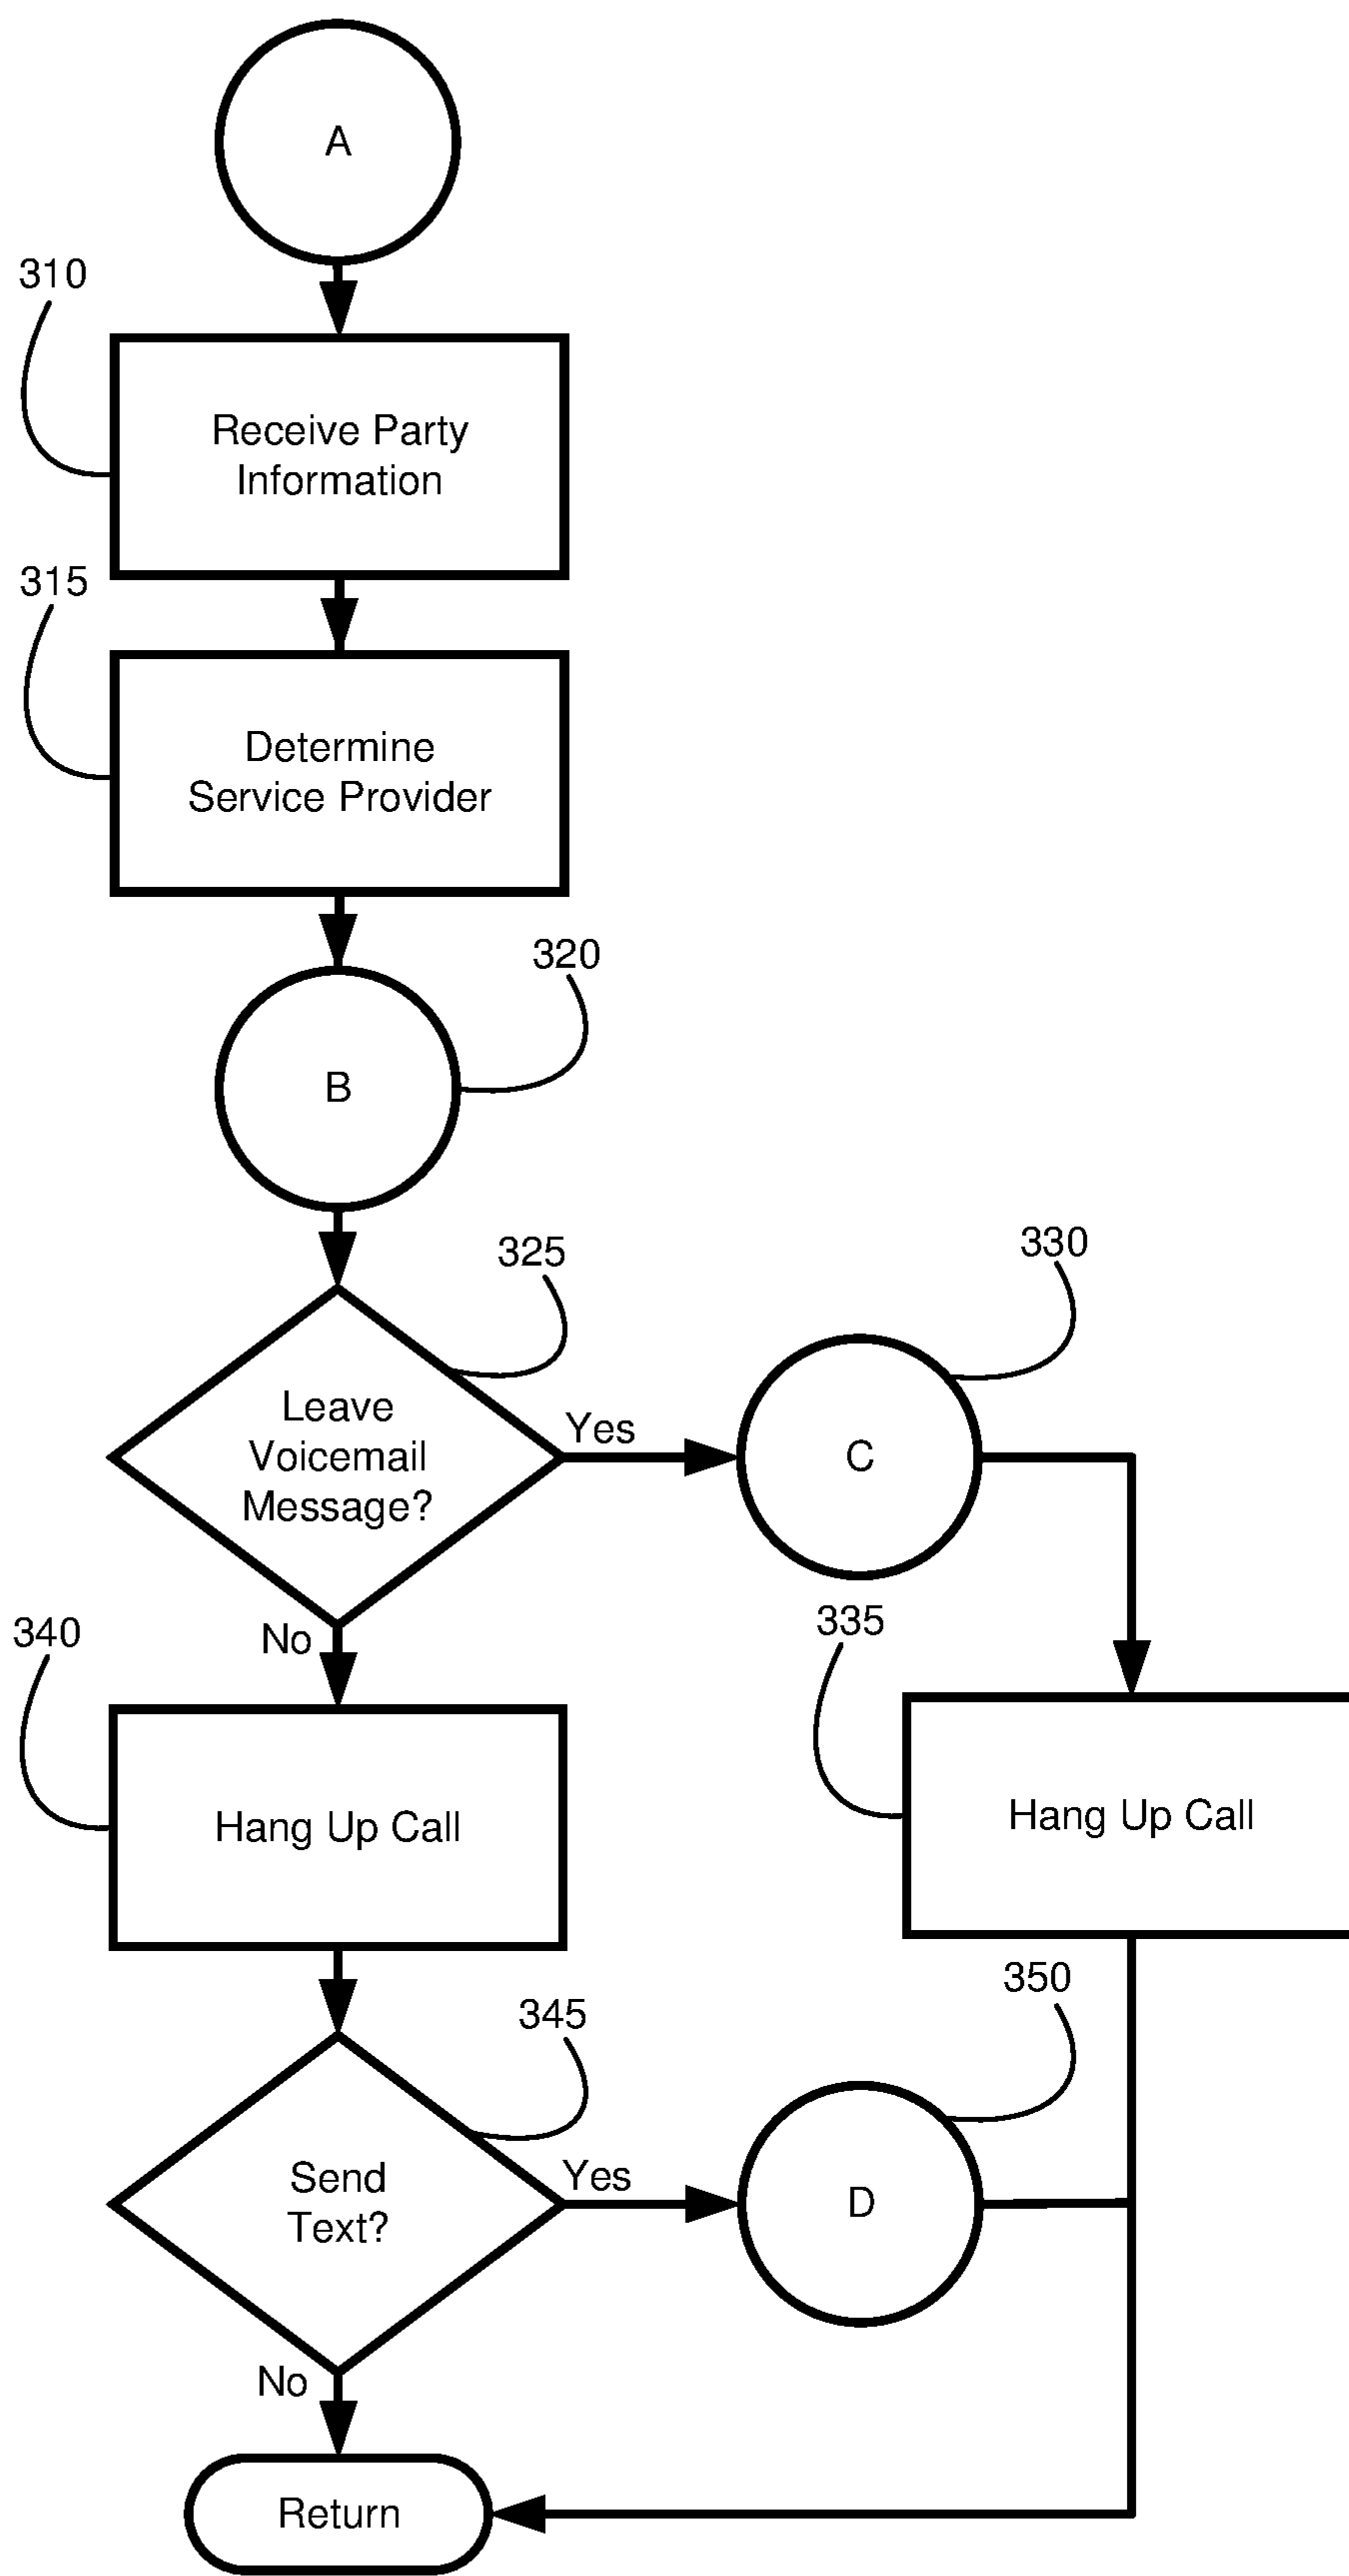 A
310
Receive Party
Information
315
Determine
Service Provider
320
B
325
330
Leave
Voicemail
Message?
Yes
C
No
340
335
Hang Up Call
Hang Up Call
345
350
Send
Text?
Yes
D
No
Return